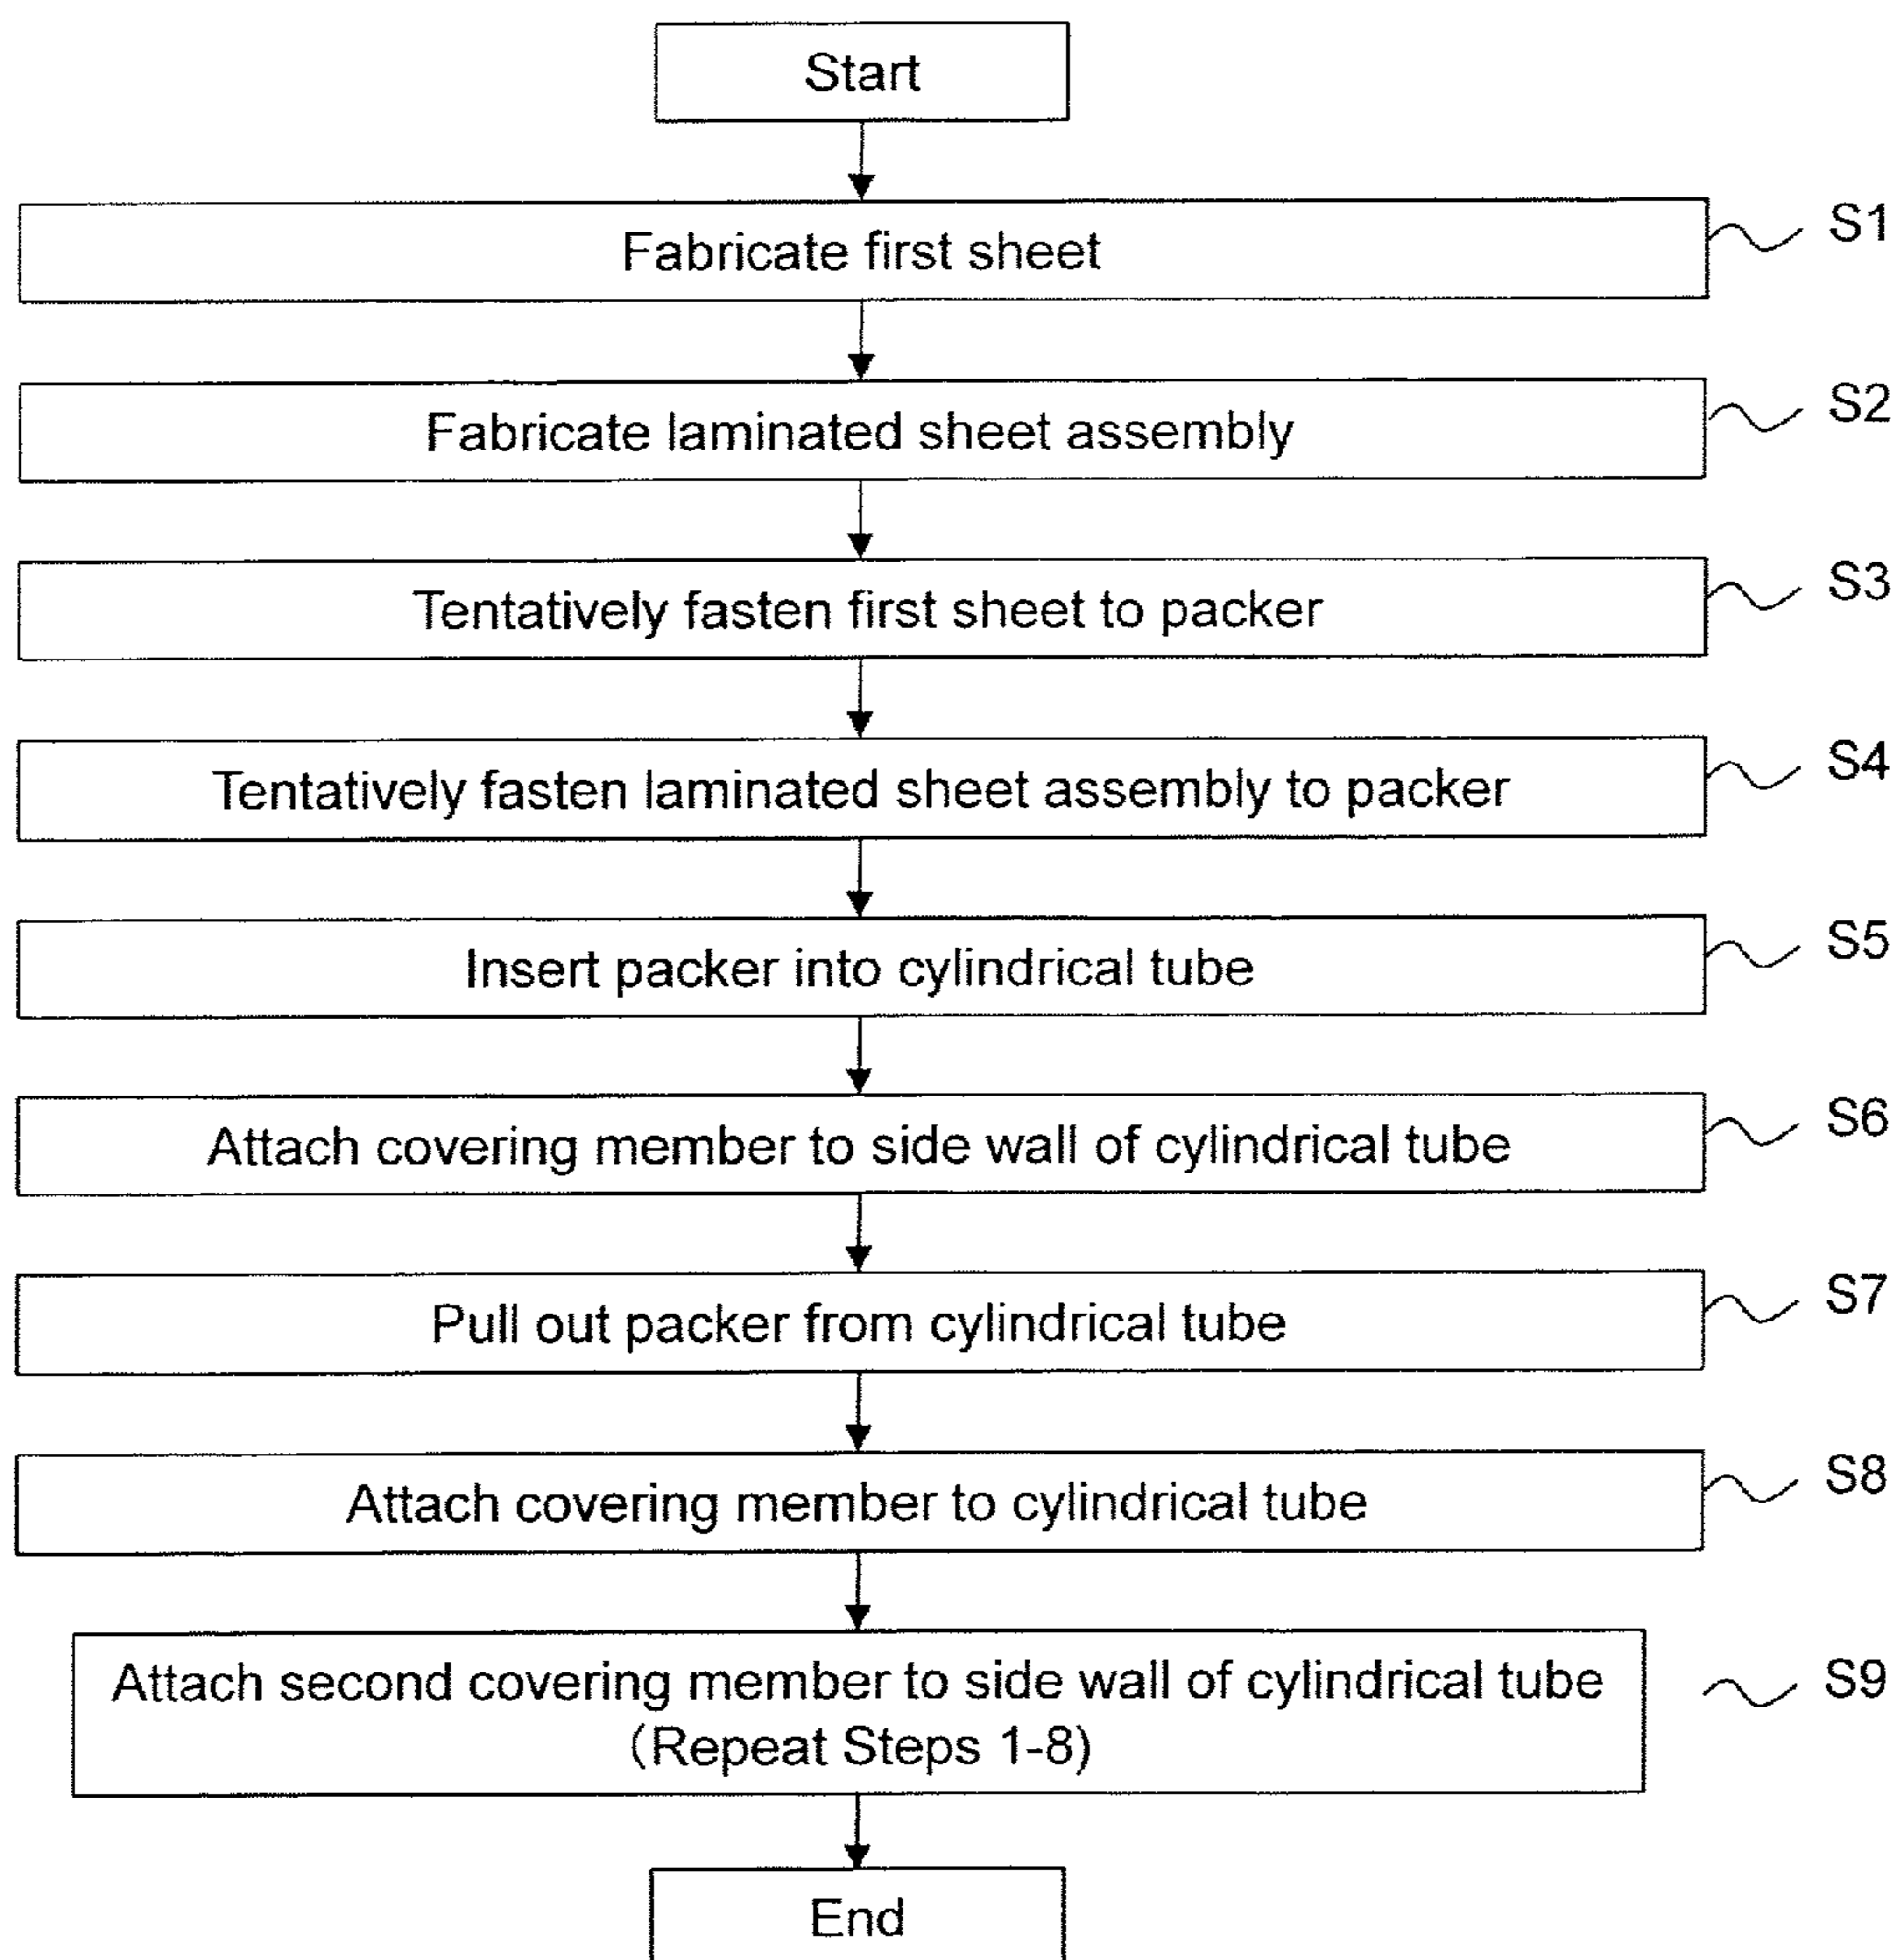 Start
Fabricate first sheet
S1
Fabricate laminated sheet assembly
S2
Tentatively fasten first sheet to packer
S3
Tentatively fasten laminated sheet assembly to packer
S4
Insert packer into cylindrical tube
S5
Attach covering member to side wall of cylindrical tube
S6
Pull out packer from cylindrical tube
S7
Attach covering member to cylindrical tube
S8
Attach second covering member to side wall of cylindrical tube
(Repeat Steps 1-8)
S9
End